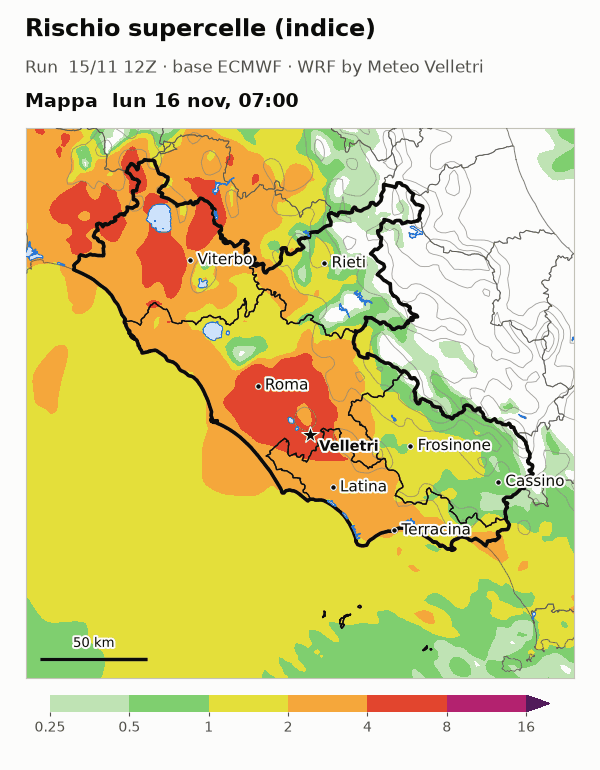 Rischio supercelle (indice)
Run  15/11 12Z · base ECMWF · WRF by Meteo Velletri
Mappa  lun 16 nov, 07:00
Viterbo
Rieti
Roma
Velletri
Frosinone
Latina
Cassino
Terracina
50 km
0.25 0.5 1 2 4 8 16